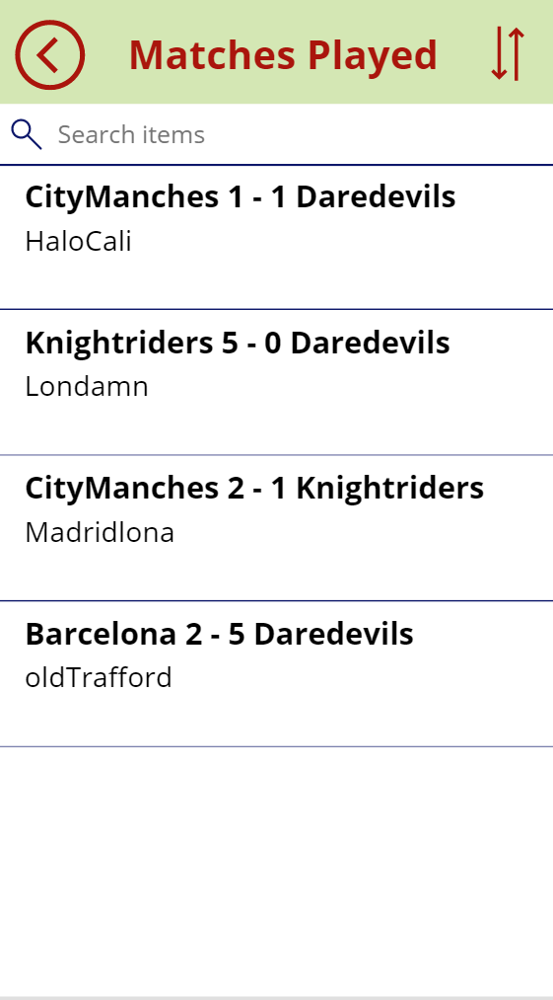 Matches Played
Search items
CityManches 1 - 1 Daredevils
HaloCali
Knightriders 5 - 0 Daredevils
Londamn
CityManches 2 - 1 Knightriders
Madridlona
Barcelona 2 - 5 Daredevils
oldTrafford